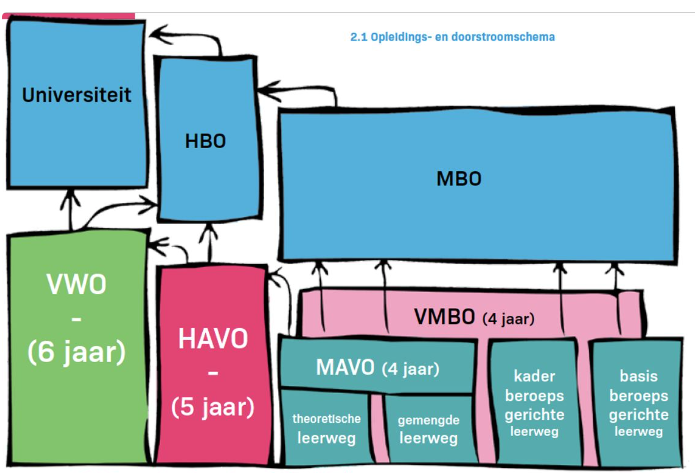 2.1 Opleidings- en doorstroomschema
Universiteit
HBO
MBO
VWO
-
(6 jaar)
HAVO
-
(5 jaar)
VMBO (4 jaar)
MAVO (4 jaar)
theoretische
leerweg
gemengde
leerweg
kader
beroeps
gerichte
leerweg
basis
beroeps
gerichte
leerweg